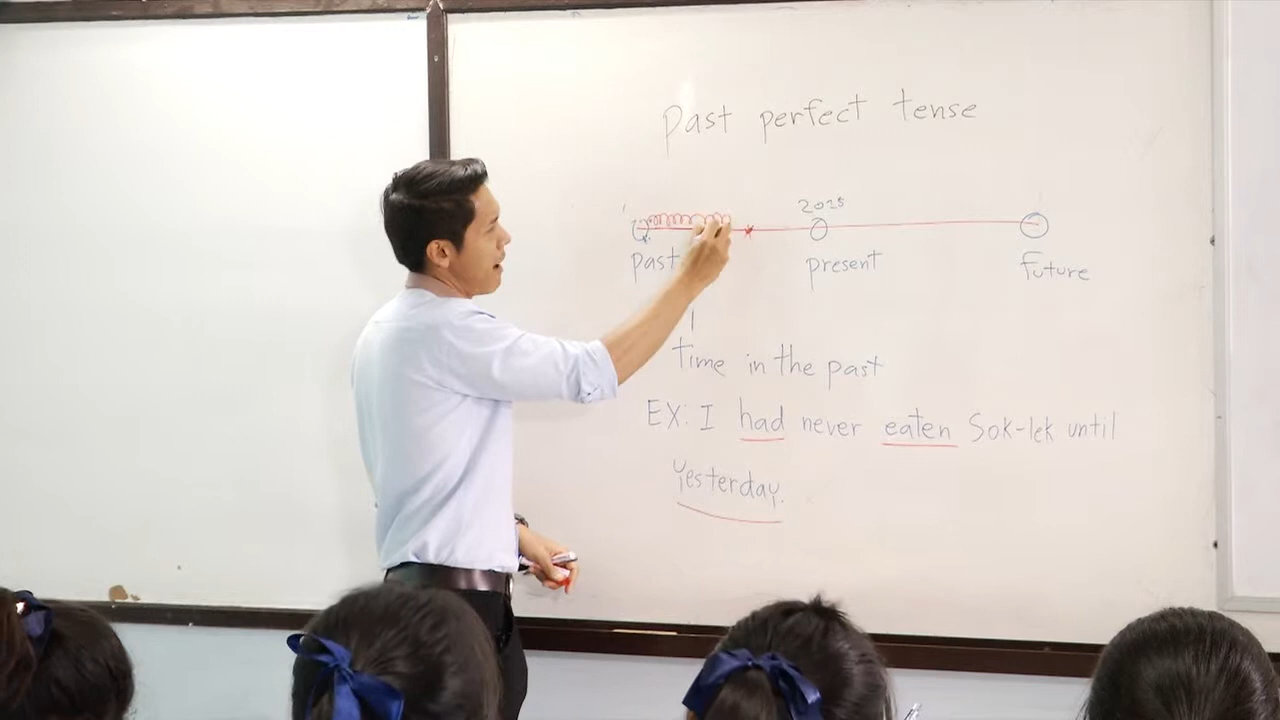 Past perfect tense
2025
past present future
time in the past
EX: I had never eaten Sok-lek until
yesterday.